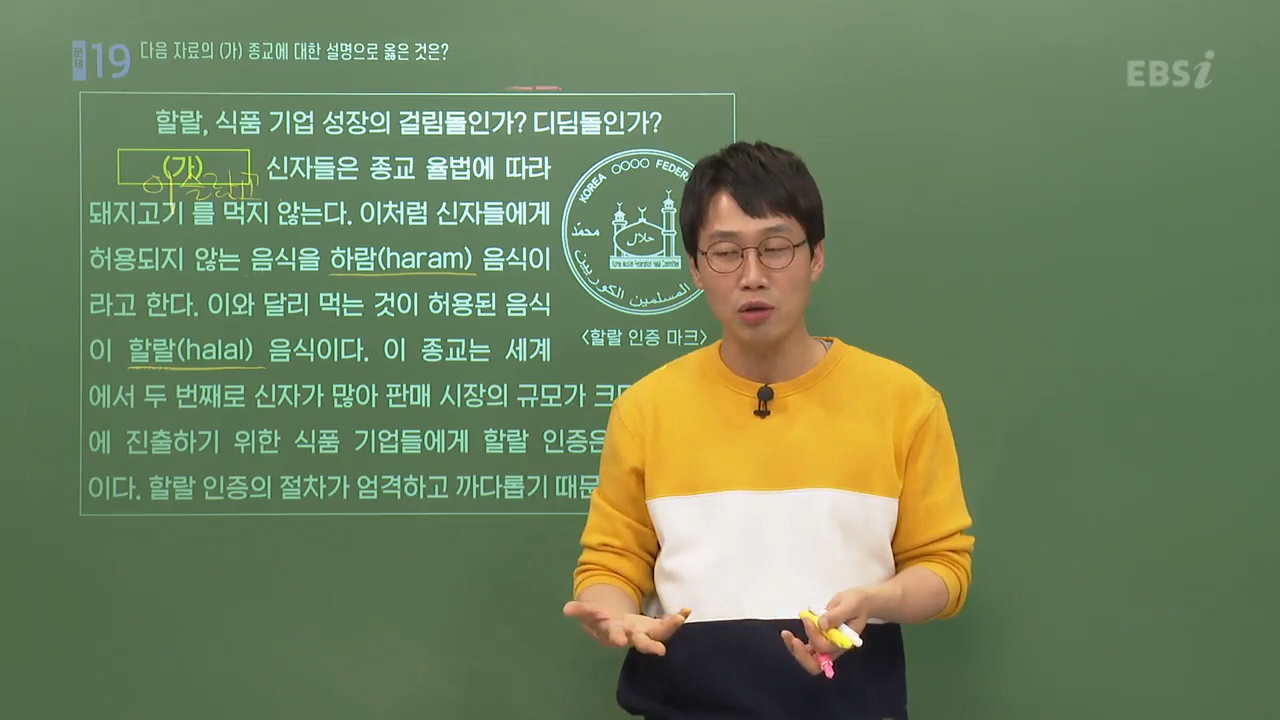 문제 19 다음 자료의 (가) 종교에 대한 설명으로 옳은 것은?
EBSi
할랄, 식품 기업 성장의 걸림돌인가? 디딤돌인가?
(가) 신자들은 종교 율법에 따라
이슬람교
돼지고기 를 먹지 않는다. 이처럼 신자들에게
허용되지 않는 음식을 하람(haram) 음식이
라고 한다. 이와 달리 먹는 것이 허용된 음식
이 할랄(halal) 음식이다. 이 종교는 세계
에서 두 번째로 신자가 많아 판매 시장의 규모가
에 진출하기 위한 식품 기업들에게 할랄 인증은
이다. 할랄 인증의 절차가 엄격하고 까다롭기
KOREA ○○○○
حلال
Korea Muslim Federation Halal Committee
المسلمين الكوريين
<할랄 인증 마크>